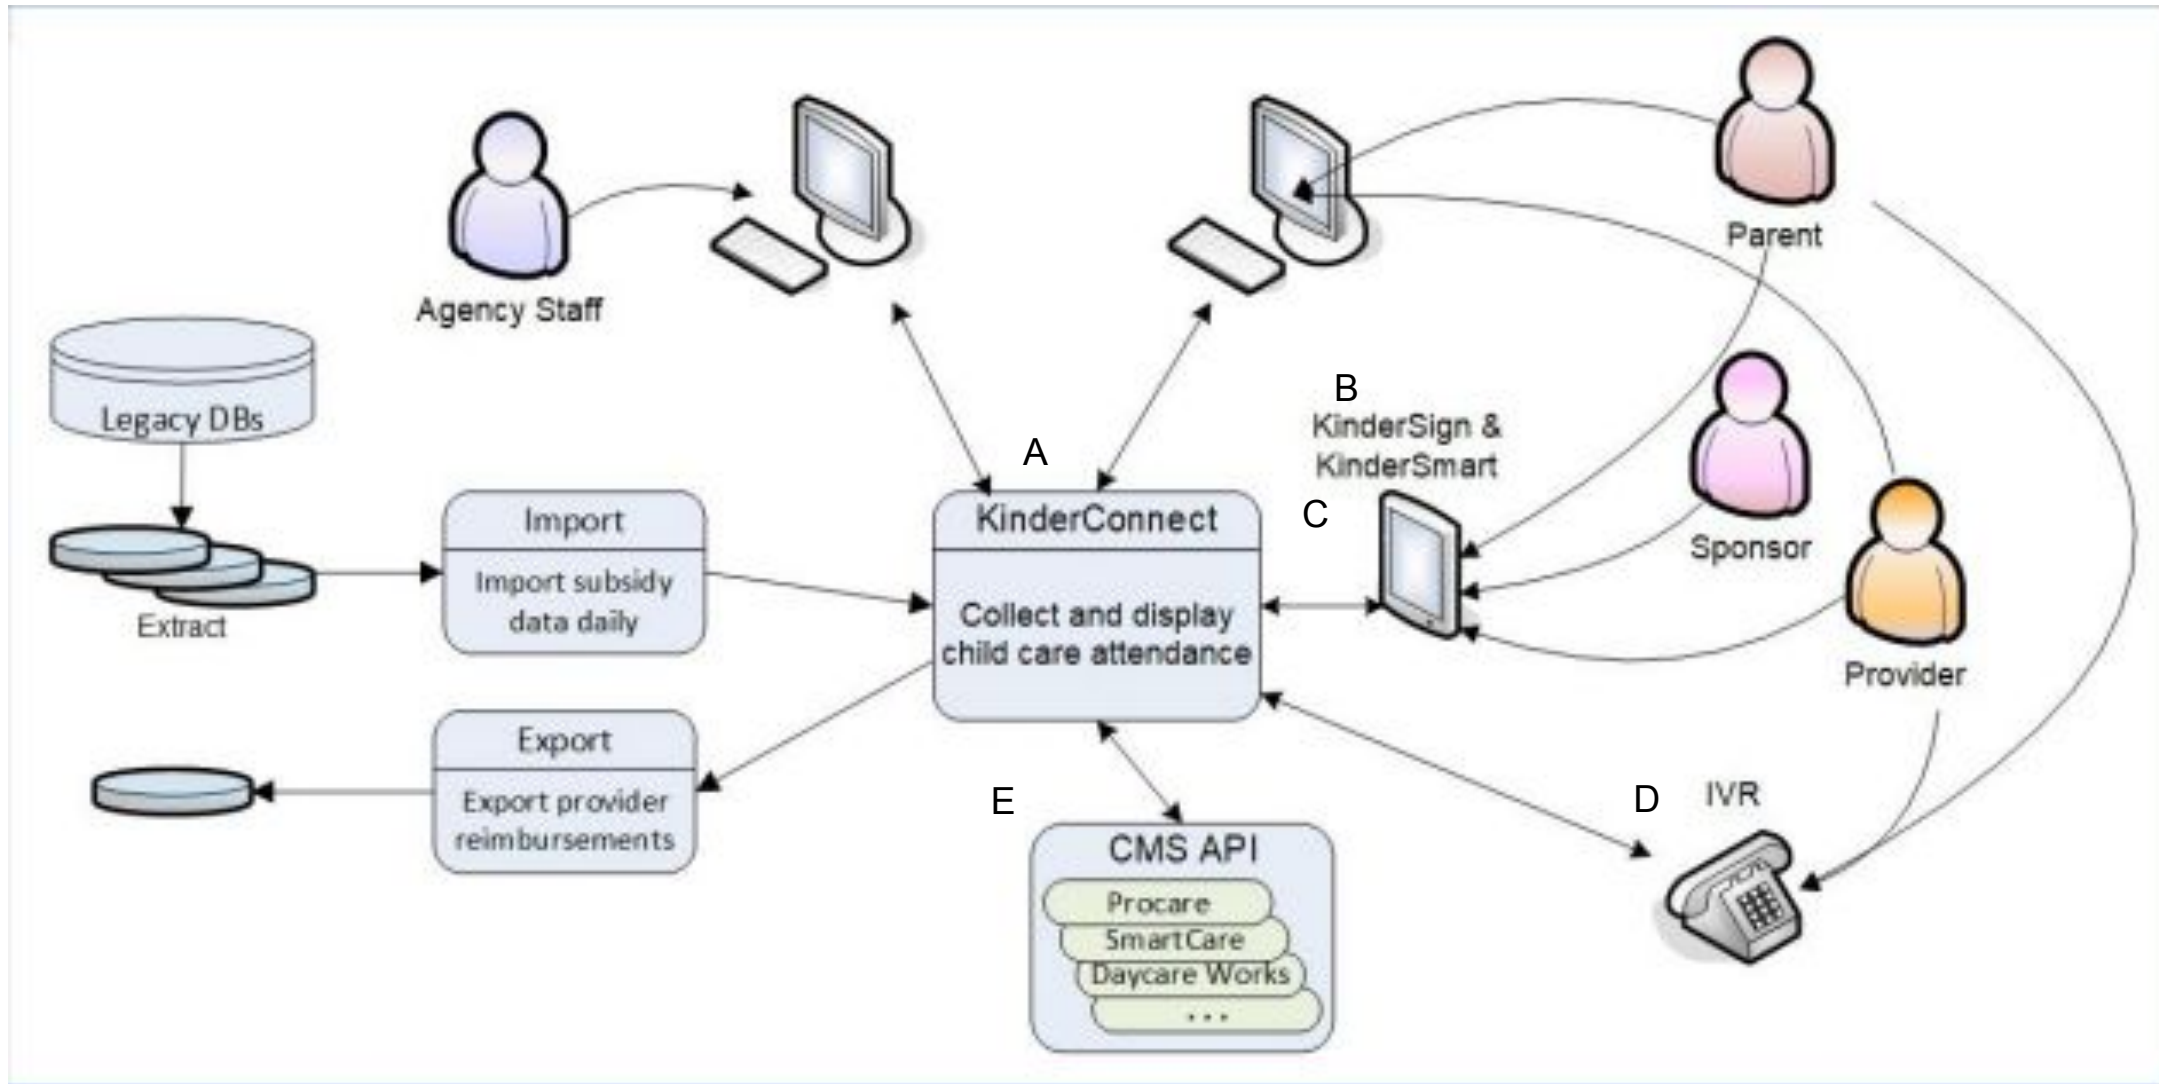 Parent
Agency Staff
Legacy DBs
B
KinderSign &
KinderSmart
A
C
Import
Import subsidy
data daily
KinderConnect
Collect and display
child care attendance
Sponsor
Extract
Provider
Export
Export provider
reimbursements
E
D
IVR
CMS API
Procare
SmartCare
Daycare Works
...